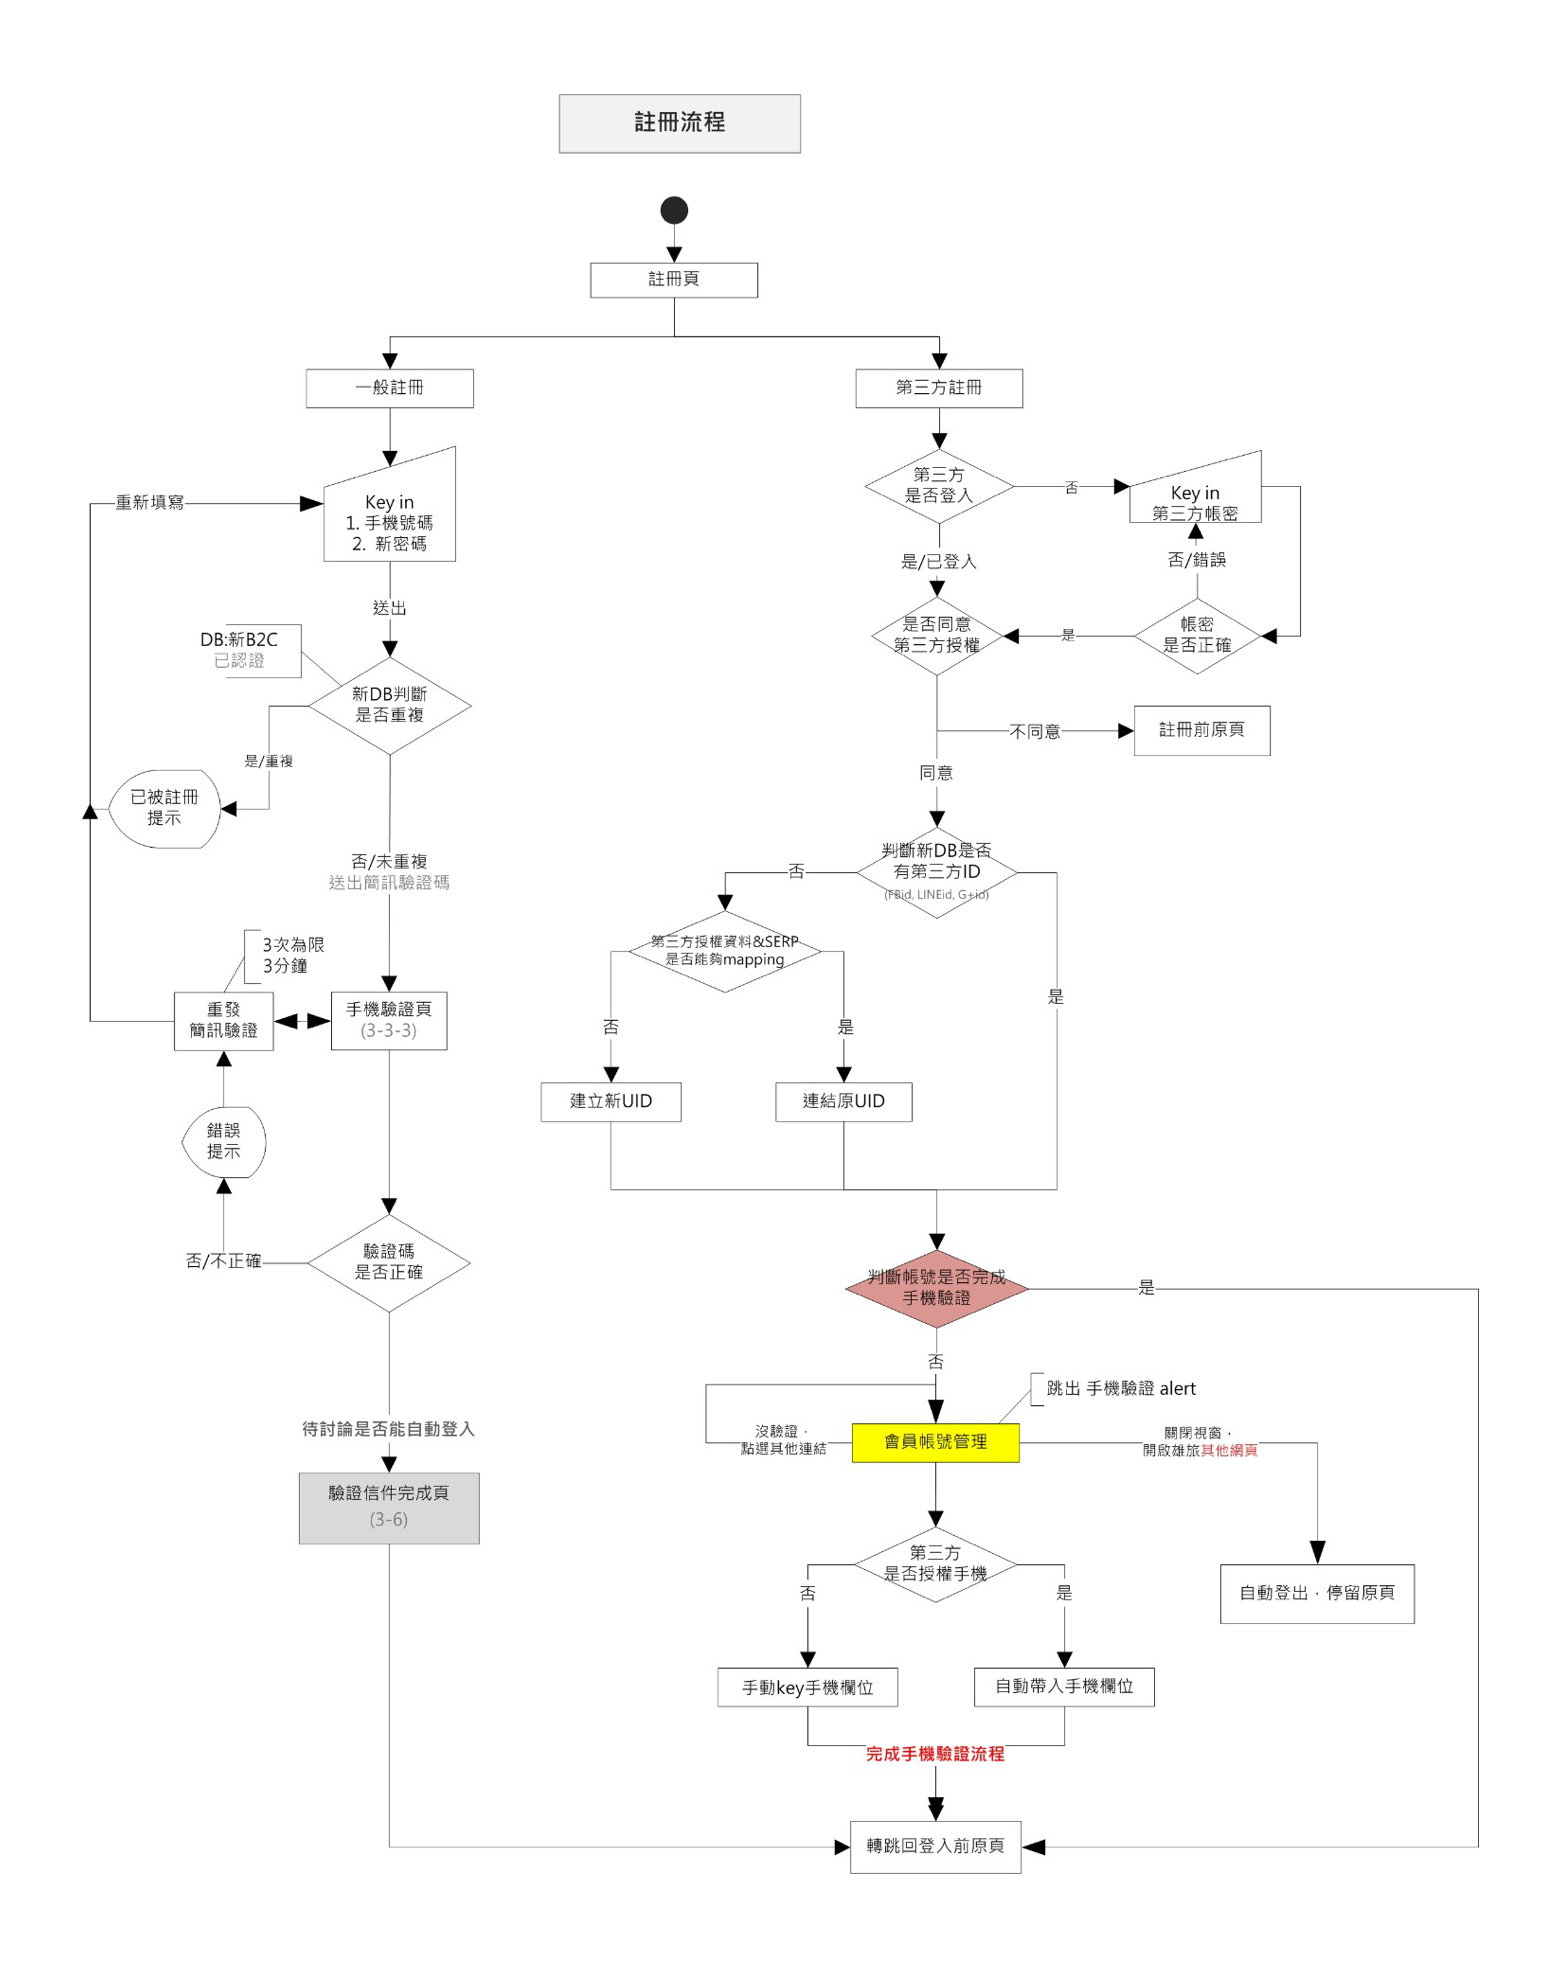 註冊流程
註冊頁
一般註冊
第三方註冊
Key in
1. 手機號碼
2. 新密碼
重新填寫
送出
DB:新B2C
已認證
新DB判斷
是否重複
是/重複
已被註冊
提示
否/未重複
送出簡訊驗證碼
3次為限
3分鐘
重發
簡訊驗證
手機驗證頁
(3-3-3)
錯誤
提示
否/不正確
驗證碼
是否正確
待討論是否能自動登入
驗證信件完成頁
(3-6)
第三方
是否登入
否
Key in
第三方帳密
是/已登入
否/錯誤
是否同意
第三方授權
是
帳密
是否正確
不同意
註冊前原頁
同意
判斷新DB是否
有第三方ID
(FBid, LINEid, G+id)
否
第三方授權資料&SERP
是否能夠mapping
是
否
是
建立新UID
連結原UID
判斷帳號是否完成
手機驗證
是
否
跳出 手機驗證 alert
沒驗證，
點選其他連結
會員帳號管理
關閉視窗，
開啟雄旅其他網頁
第三方
是否授權手機
否
是
自動登出，停留原頁
手動key手機欄位
自動帶入手機欄位
完成手機驗證流程
轉跳回登入前原頁